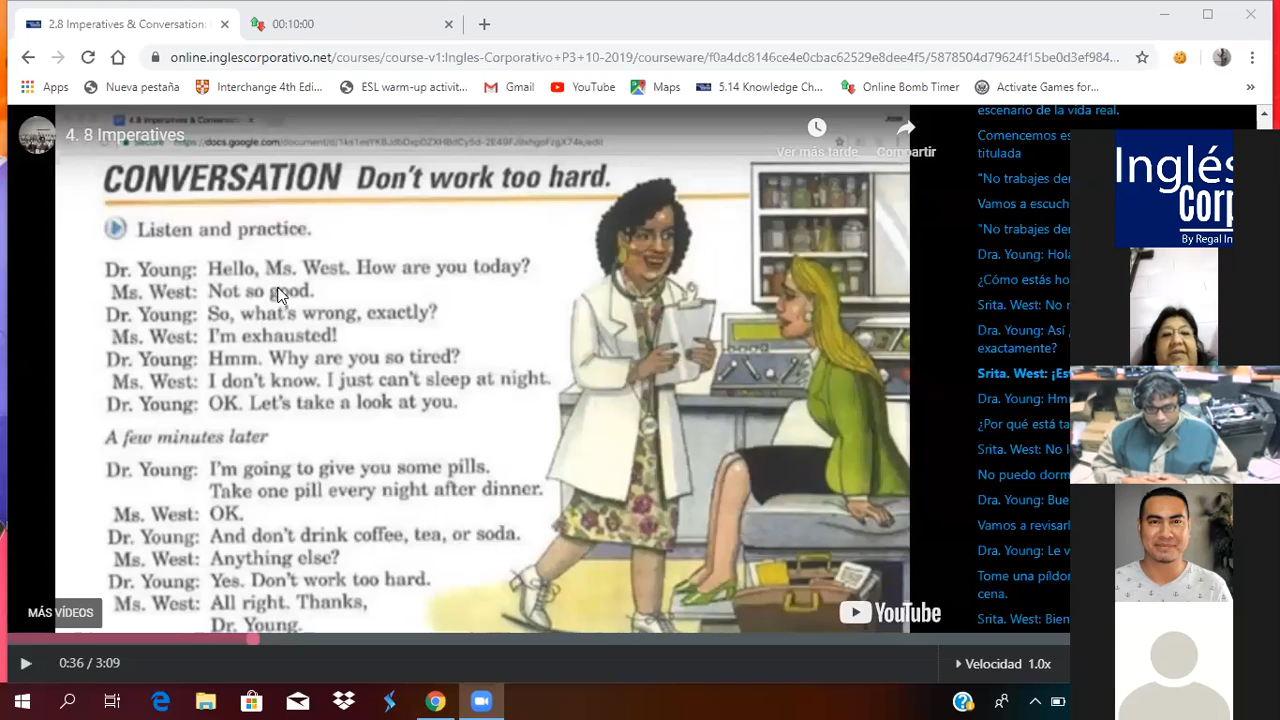 2.8 Imperatives & Conversation:
00:10:00
online.inglescorporativo.net/courses/course-v1:Ingles-Corporativo+P3+10-2019/courseware/f0a4dc8146ce4e0cbac62529e8dee4f5/5878504d79624f15be0d3ef984...
Apps
Nueva pestaña
Interchange 4th Edi...
ESL warm-up activit...
Gmail
YouTube
Maps
5.14 Knowledge Ch...
Online Bomb Timer
Activate Games for...
4. 8 Imperatives
Ver más tarde
Compartir
CONVERSATION Don't work too hard.
Listen and practice.
Dr. Young: Hello, Ms. West. How are you today?
Ms. West: Not so good.
Dr. Young: So, what's wrong, exactly?
Ms. West: I'm exhausted!
Dr. Young: Hmm. Why are you so tired?
Ms. West: I don't know. I just can't sleep at night.
Dr. Young: OK. Let's take a look at you.
A few minutes later
Dr. Young: I'm going to give you some pills.
Take one pill every night after dinner.
Ms. West: OK.
Dr. Young: And don't drink coffee, tea, or soda.
Ms. West: Anything else?
Dr. Young: Yes. Don't work too hard.
Ms. West: All right. Thanks,
Dr. Young.
MÁS VÍDEOS
YouTube
0:36 / 3:09
Velocidad 1.0x
escenario de la vida real.
Comencemos es
titulada
"No trabajes de
Vamos a escuch
"No trabajes de
Dra. Young: Hola
¿Cómo estás ho
Srita. West: No
Dra. Young: Así
exactamente?
Srita. West: ¡Es
Dra. Young: Hm
¿Por qué está ta
Srita. West: No
No puedo dorm
Dra. Young: Bue
Vamos a revisarl
Dra. Young: Le v
Tome una píldor
cena.
Srita. West: Bien
Inglés
Corp
By Regal In